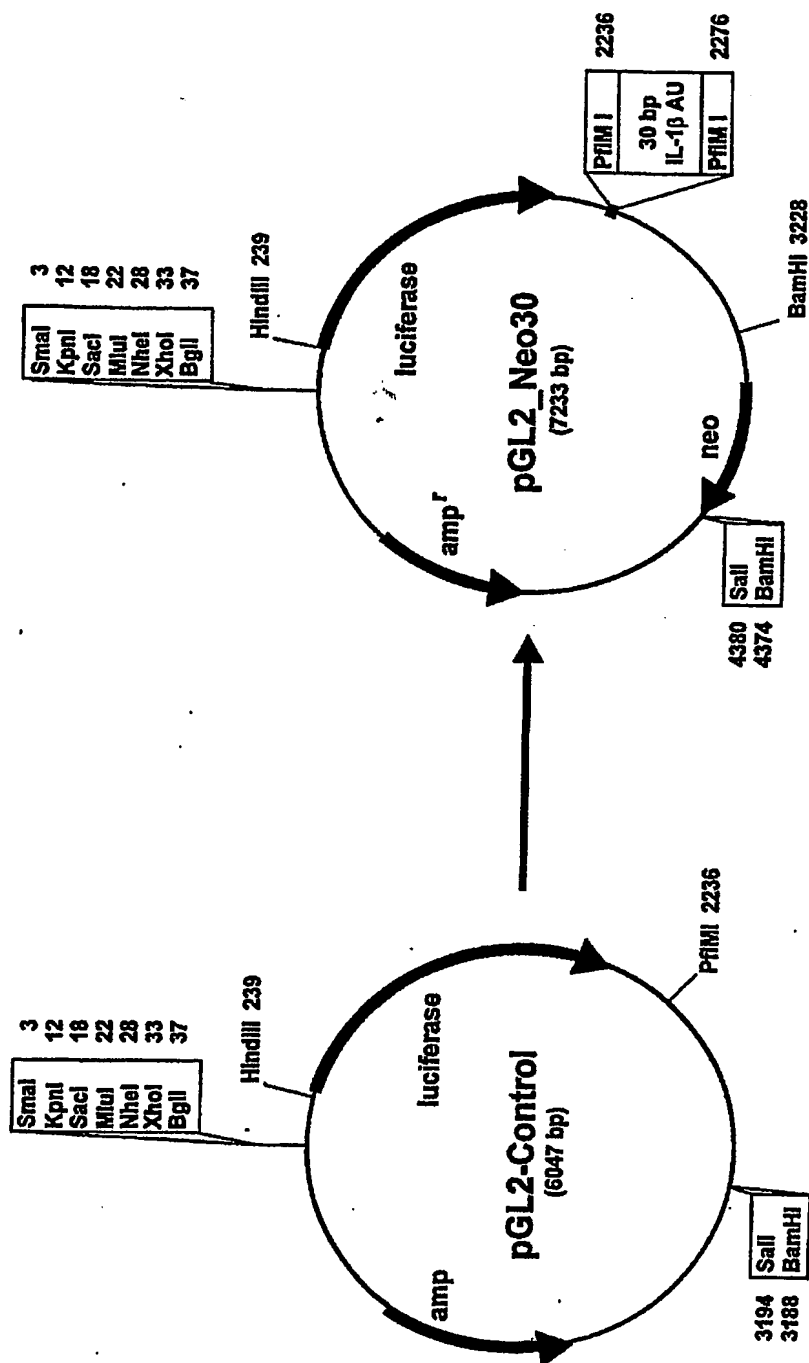 SmaI 3
KpnI 12
SacI 18
MluI 22
NheI 28
XhoI 33
BglI 37
HindIII 239
luciferase
amp
pGL2-Control
(6047 bp)
PflMI 2236
3194 SalI
3188 BamHI
SmaI 3
KpnI 12
SacI 18
MluI 22
NheI 28
XhoI 33
BglI 37
HindIII 239
luciferase
amp r
pGL2_Neo30
(7233 bp)
PflM I 2236
30 bp
IL-1β AU
PflM I 2276
BamHI 3228
neo
4380 SalI
4374 BamHI